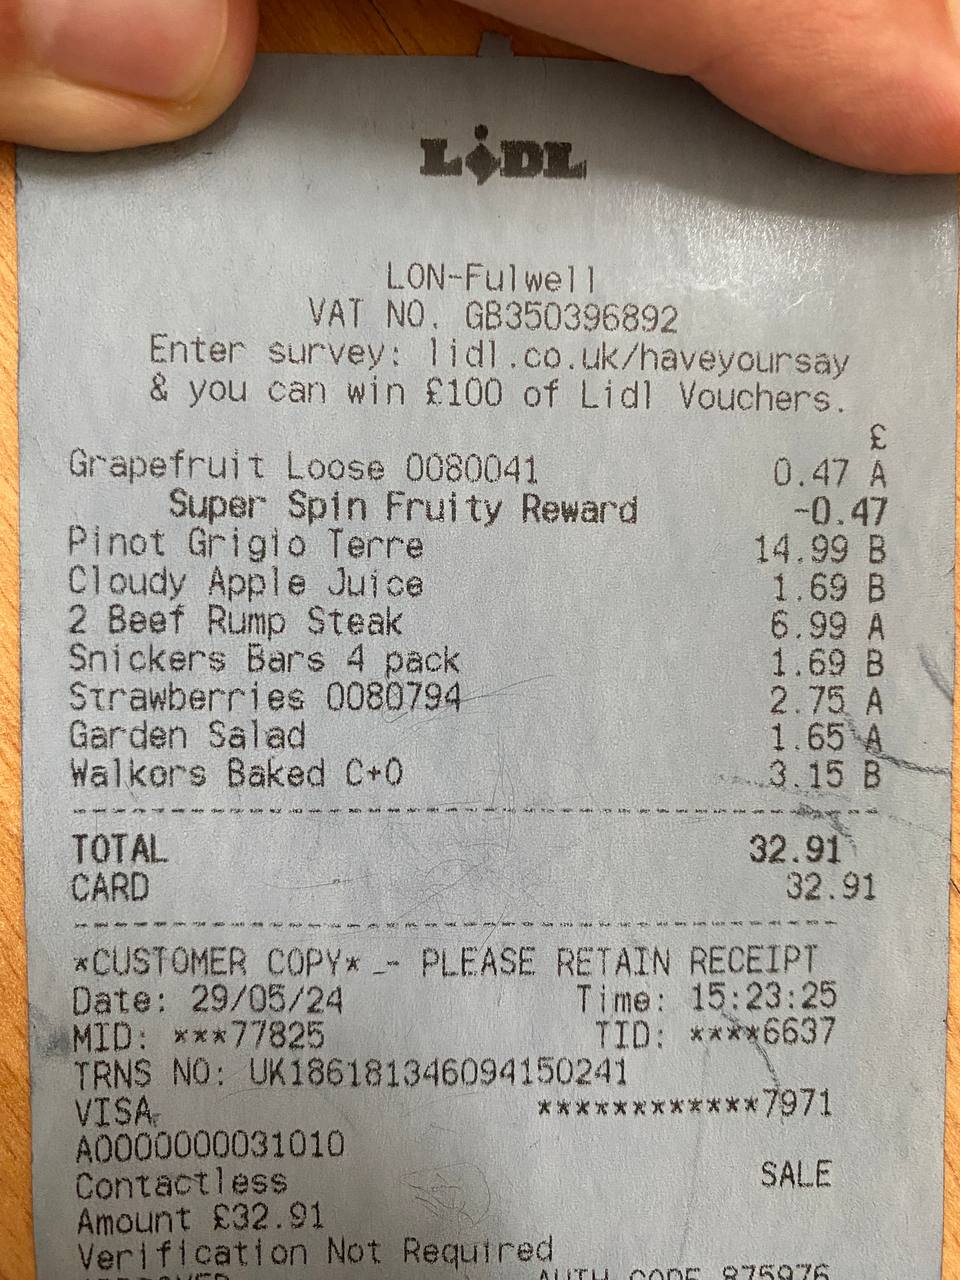 LiDL
LON-Fulwell
VAT NO. GB350396892
Enter survey: lidl.co.uk/haveyoursay
& you can win £100 of Lidl Vouchers.
£
Grapefruit Loose 0080041 0.47 A
Super Spin Fruity Reward -0.47
Pinot Grigio Terre 14.99 B
Cloudy Apple Juice 1.69 B
2 Beef Rump Steak 6.99 A
Snickers Bars 4 pack 1.69 B
Strawberries 0080794 2.75 A
Garden Salad 1.65 A
Walkors Baked C+O 3.15 B
TOTAL 32.91
CARD 32.91
*CUSTOMER COPY* -- PLEASE RETAIN RECEIPT
Date: 29/05/24 Time: 15:23:25
MID: ***77825 TID: ****6637
TRNS NO: UK186181346094150241
VISA ************7971
A0000000031010
Contactless SALE
Amount £32.91
Verification Not Required
AUTH CODE 875976